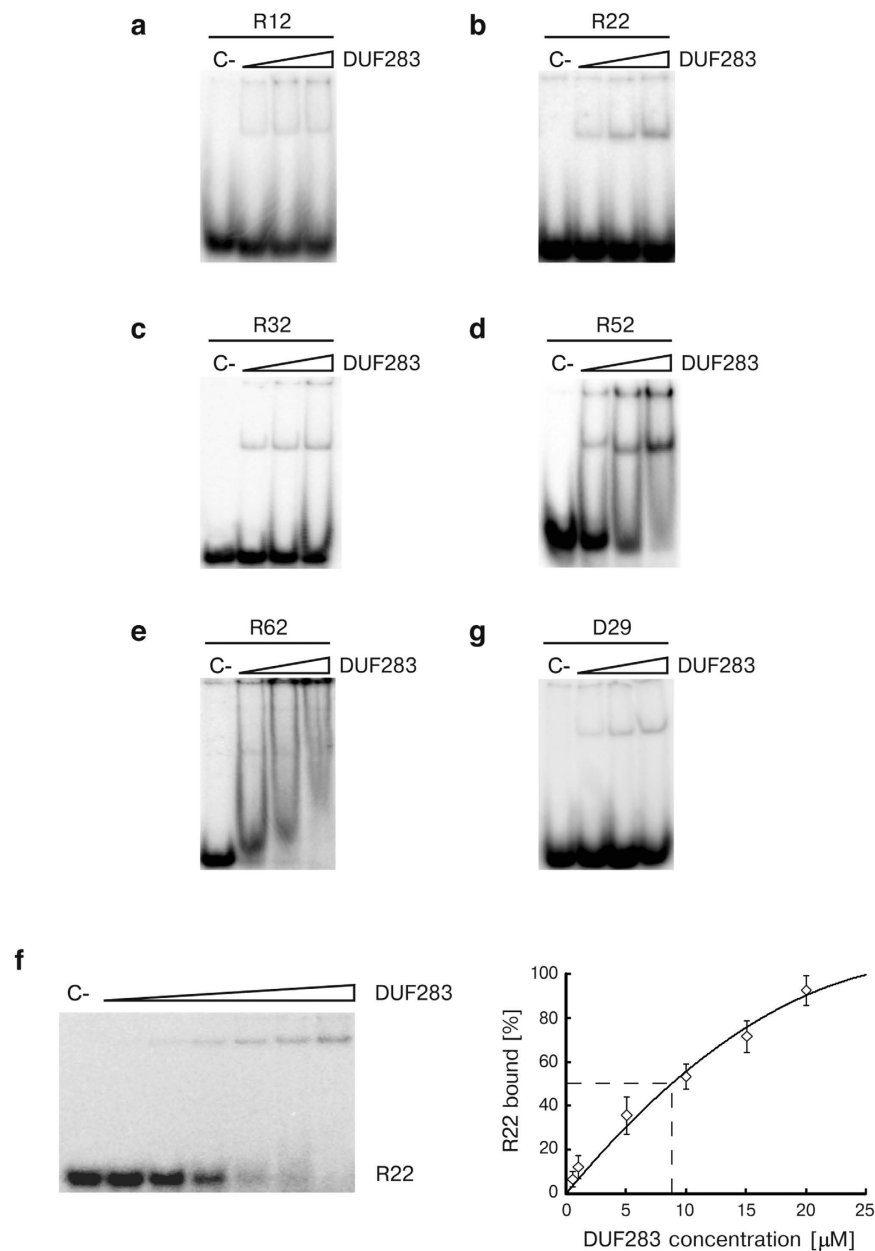 a R12 b R22
C- DUF283 C- DUF283
c R32 d R52
C- DUF283 C- DUF283
e R62 g D29
C- DUF283 C- DUF283
f
C- DUF283
R22
R22 bound [%]
100
80
60
40
20
0
0 5 10 15 20 25
DUF283 concentration [µM]